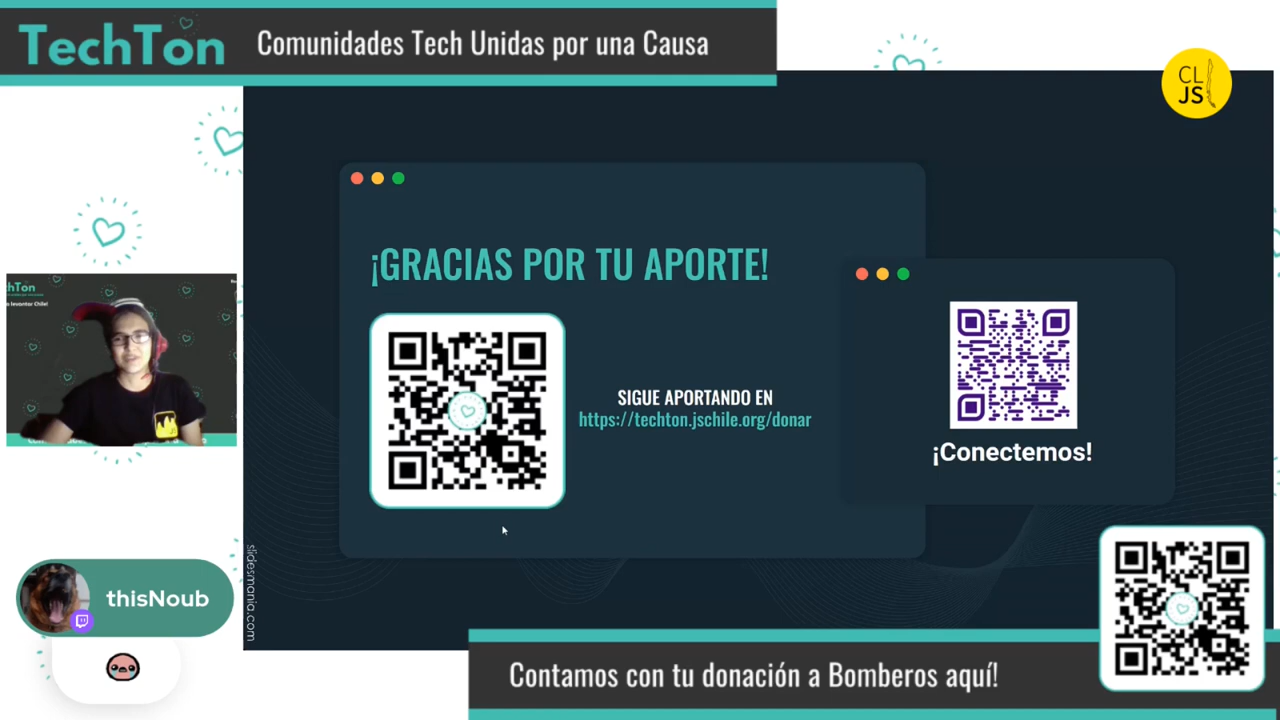 TechTon
Comunidades Tech Unidas por una Causa
CL
JS
¡GRACIAS POR TU APORTE!
SIGUE APORTANDO EN
https://techton.jschile.org/donar
¡Conectemos!
thisNoub
slidesmania.com
Contamos con tu donación a Bomberos aquí!